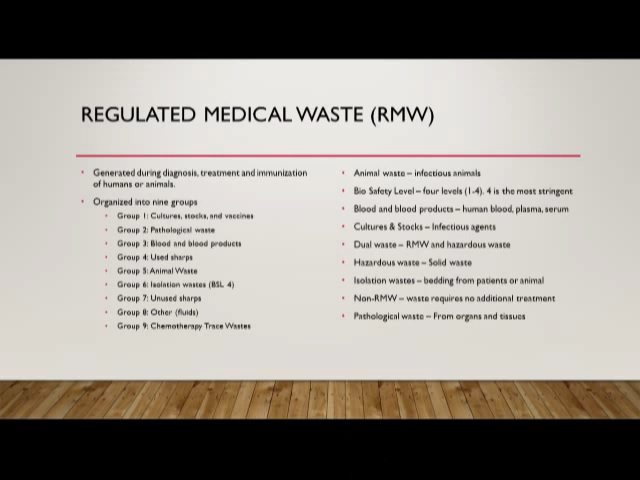 REGULATED MEDICAL WASTE (RMW)
• Generated during diagnosis, treatment and immunization
of humans or animals.
• Organized into nine groups
• Group 1: Cultures, stocks, and vaccines
• Group 2: Pathological waste
• Group 3: Blood and blood products
• Group 4: Used sharps
• Group 5: Animal Waste
• Group 6: Isolation wastes (BSL 4)
• Group 7: Unused sharps
• Group 8: Other (fluids)
• Group 9: Chemotherapy Trace Wastes
• Animal waste – infectious animals
• Bio Safety Level – four levels (1-4). 4 is the most stringent
• Blood and blood products – human blood, plasma, serum
• Cultures & Stocks – Infectious agents
• Dual waste – RMW and hazardous waste
• Hazardous waste – Solid waste
• Isolation wastes – bedding from patients or animal
• Non-RMW – waste requires no additional treatment
• Pathological waste – From organs and tissues